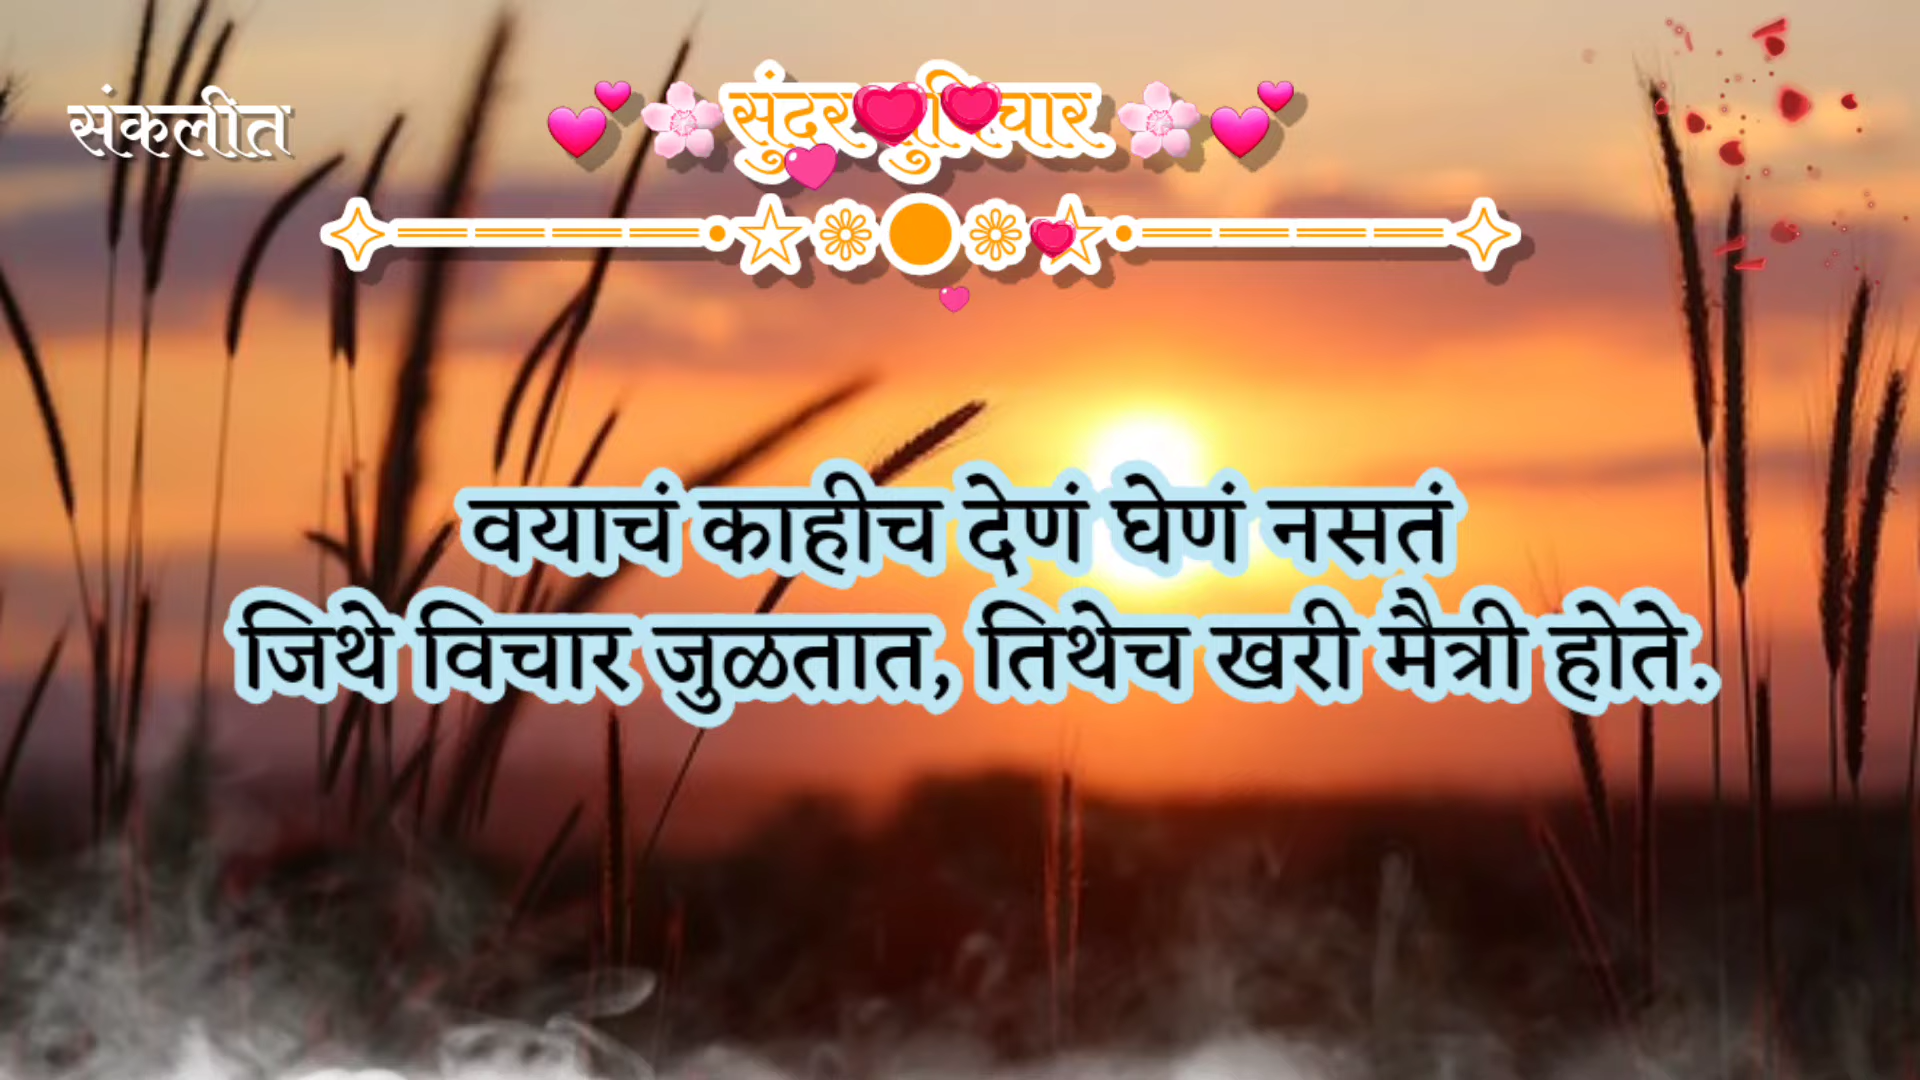 संकलीत
सुंदर सुविचार
वयाचं काहीच देणं घेणं नसतं
जिथे विचार जुळतात, तिथेच खरी मैत्री होते.